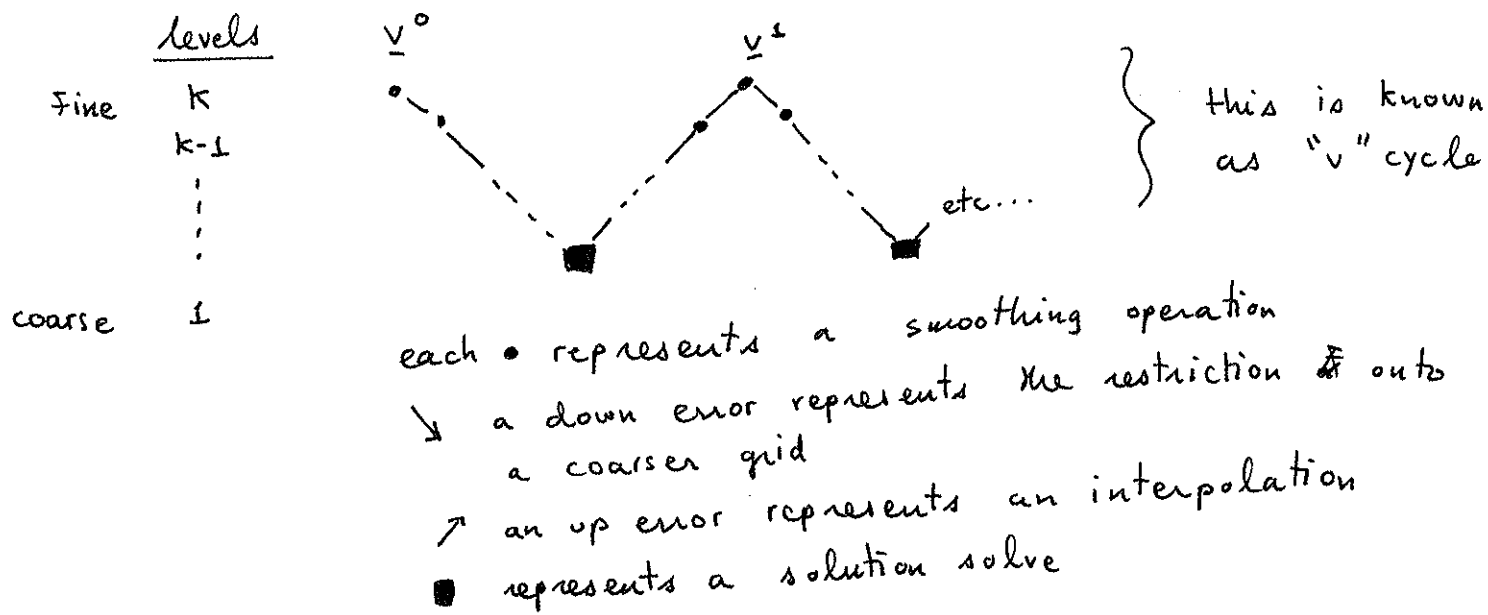 levels
v⁰
v¹
Fine k
k-1
this is known
as "v" cycle
etc...
coarse 1
each • represents a smoothing operation
↘ a down error represents the restriction onto
a coarser grid
↗ an up error represents an interpolation
■ represents a solution solve